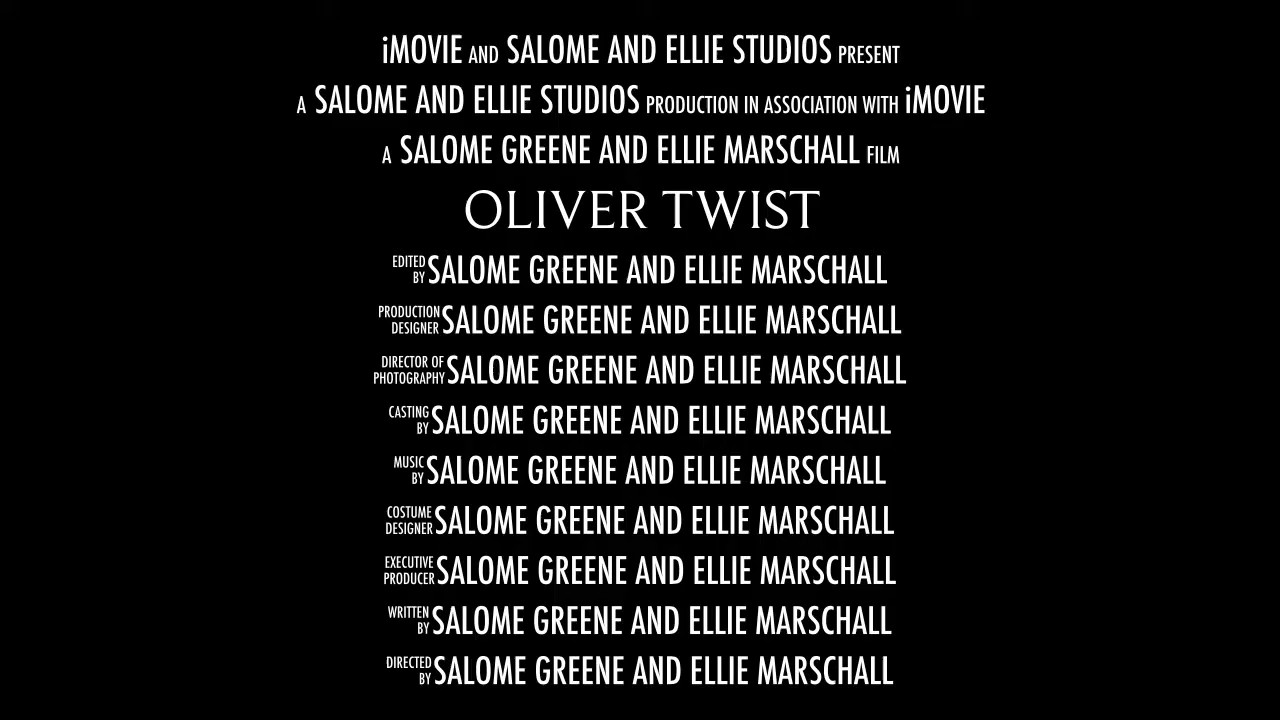 iMOVIE AND SALOME AND ELLIE STUDIOS PRESENT
A SALOME AND ELLIE STUDIOS PRODUCTION IN ASSOCIATION WITH iMOVIE
A SALOME GREENE AND ELLIE MARSCHALL FILM
OLIVER TWIST
EDITED BY SALOME GREENE AND ELLIE MARSCHALL
PRODUCTION DESIGNER SALOME GREENE AND ELLIE MARSCHALL
DIRECTOR OF PHOTOGRAPHY SALOME GREENE AND ELLIE MARSCHALL
CASTING BY SALOME GREENE AND ELLIE MARSCHALL
MUSIC BY SALOME GREENE AND ELLIE MARSCHALL
COSTUME DESIGNER SALOME GREENE AND ELLIE MARSCHALL
EXECUTIVE PRODUCER SALOME GREENE AND ELLIE MARSCHALL
WRITTEN BY SALOME GREENE AND ELLIE MARSCHALL
DIRECTED BY SALOME GREENE AND ELLIE MARSCHALL